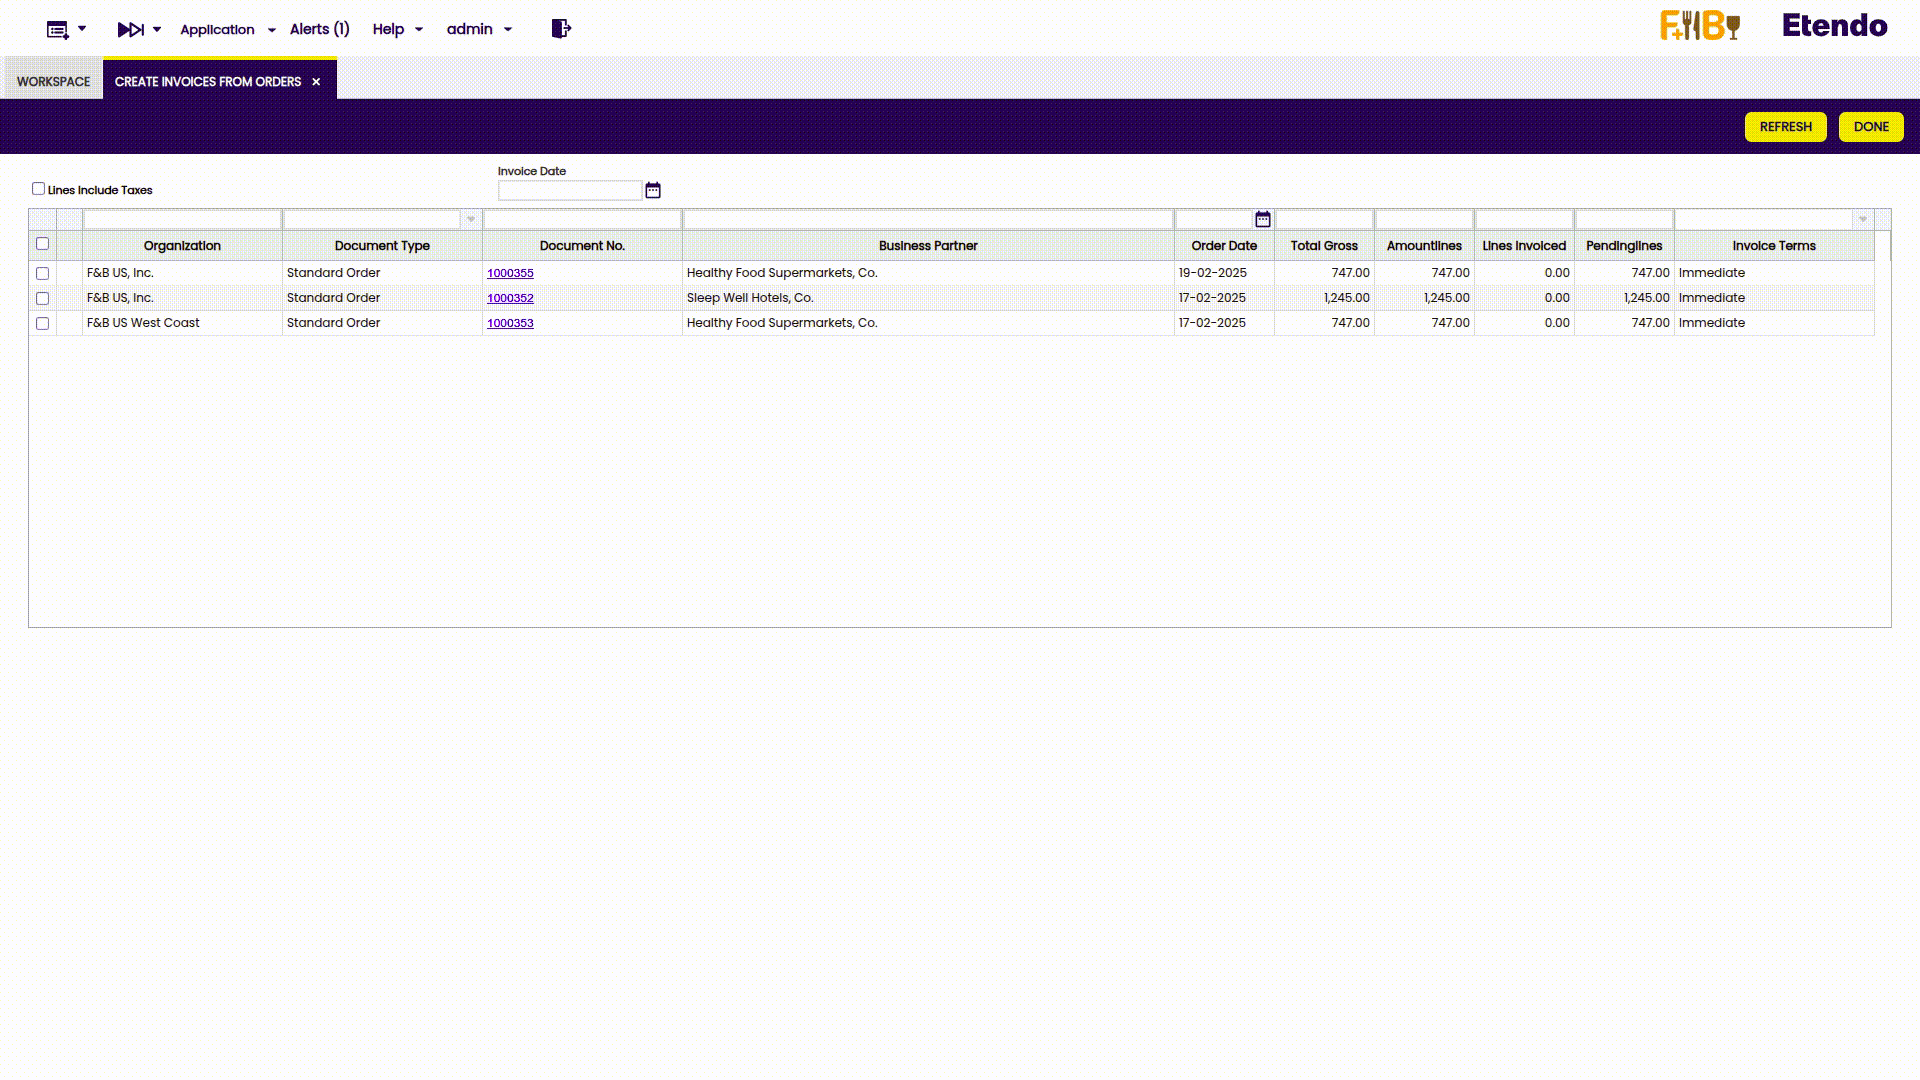 Application Alerts (1) Help admin F+B Etendo
WORKSPACE CREATE INVOICES FROM ORDERS ×
REFRESH DONE
Invoice Date
Lines Include Taxes
Organization Document Type Document No. Business Partner Order Date Total Gross Amountlines Lines Invoiced Pendinglines Invoice Terms
F&B US, Inc. Standard Order 1000355 Healthy Food Supermarkets, Co. 19-02-2025 747.00 747.00 0.00 747.00 Immediate
F&B US, Inc. Standard Order 1000352 Sleep Well Hotels, Co. 17-02-2025 1,245.00 1,245.00 0.00 1,245.00 Immediate
F&B US West Coast Standard Order 1000353 Healthy Food Supermarkets, Co. 17-02-2025 747.00 747.00 0.00 747.00 Immediate